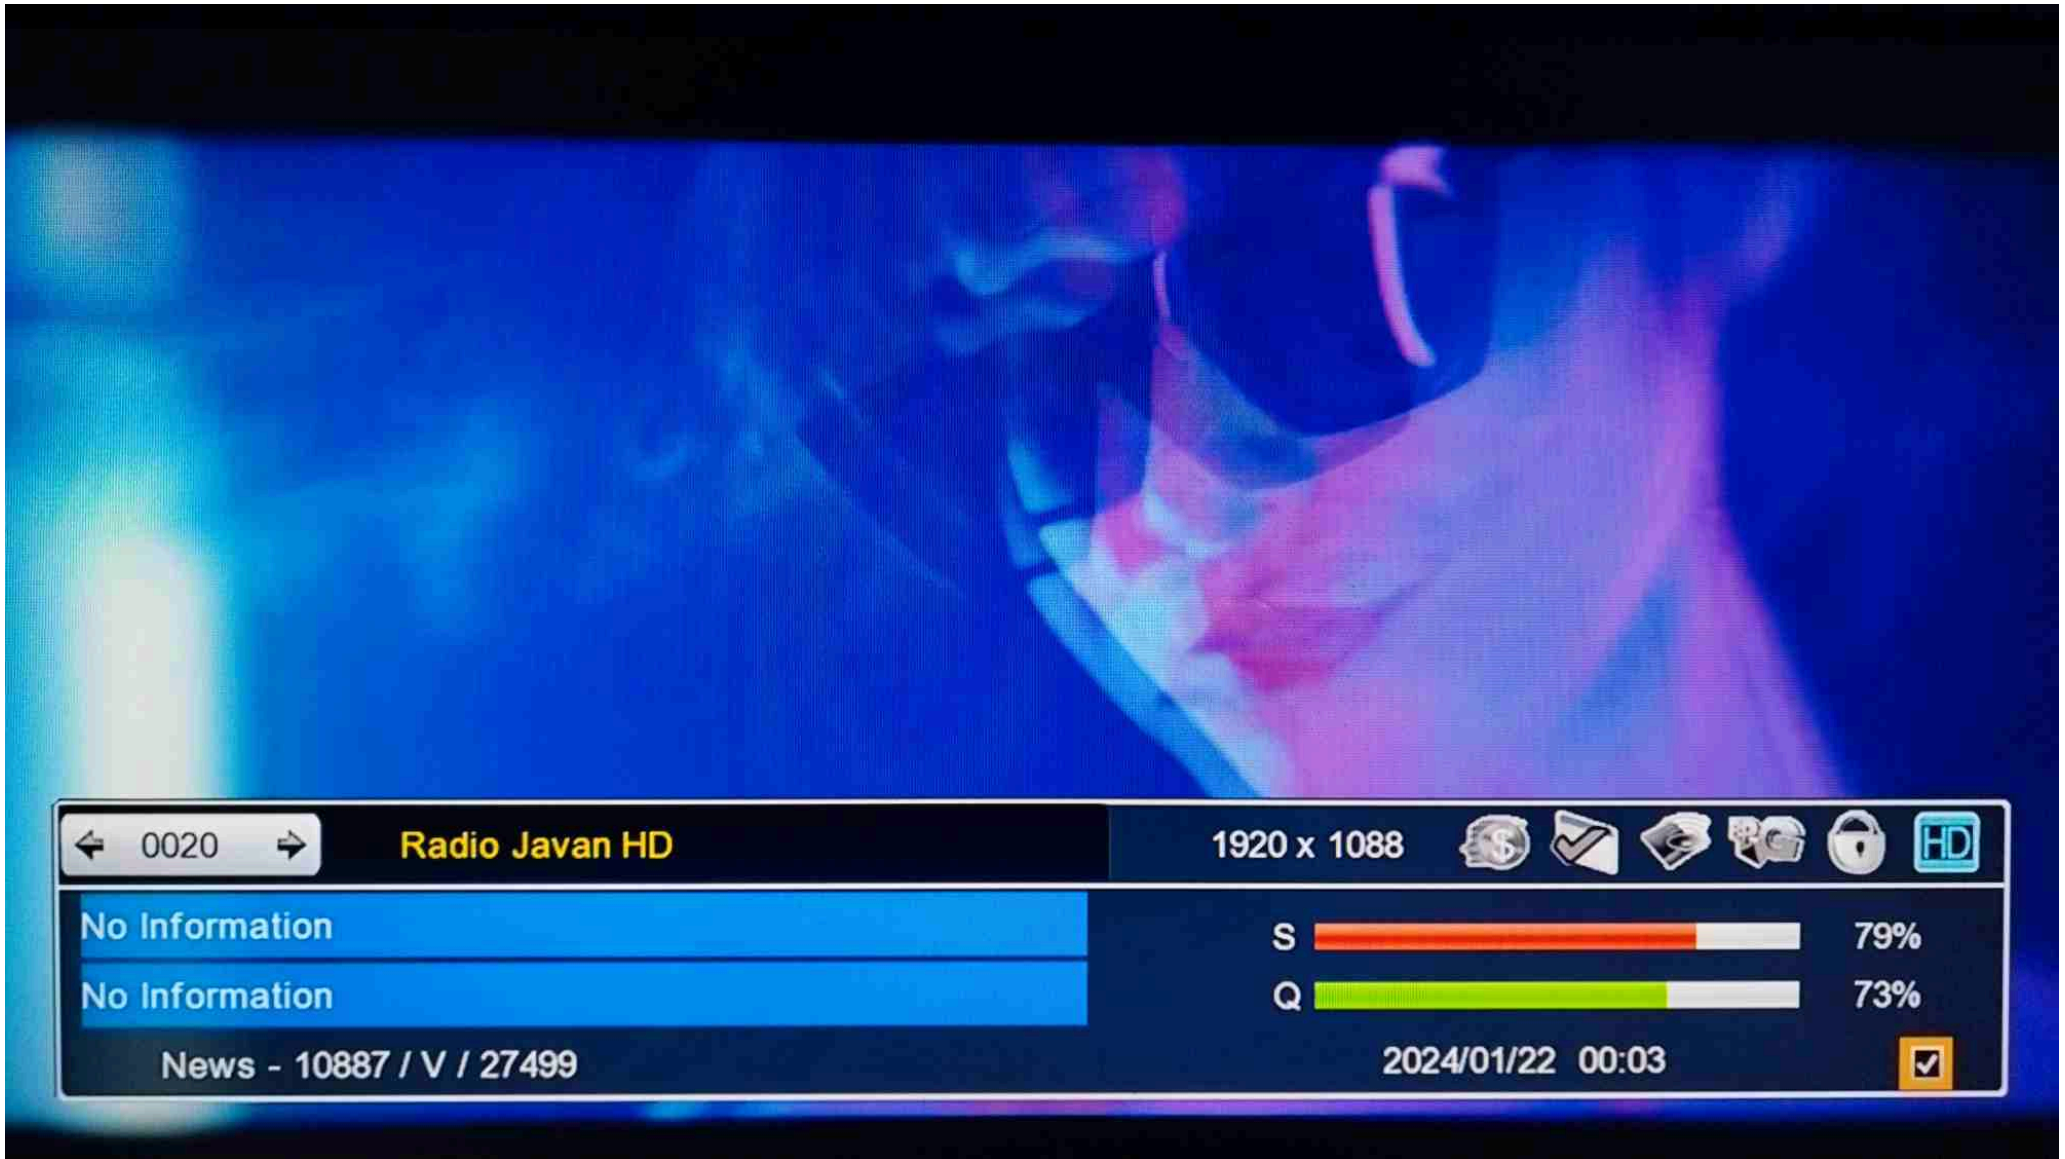 0020 Radio Javan HD 1920 x 1088 $ HD
No Information
S 79%
No Information
Q 73%
News - 10887 / V / 27499 2024/01/22 00:03